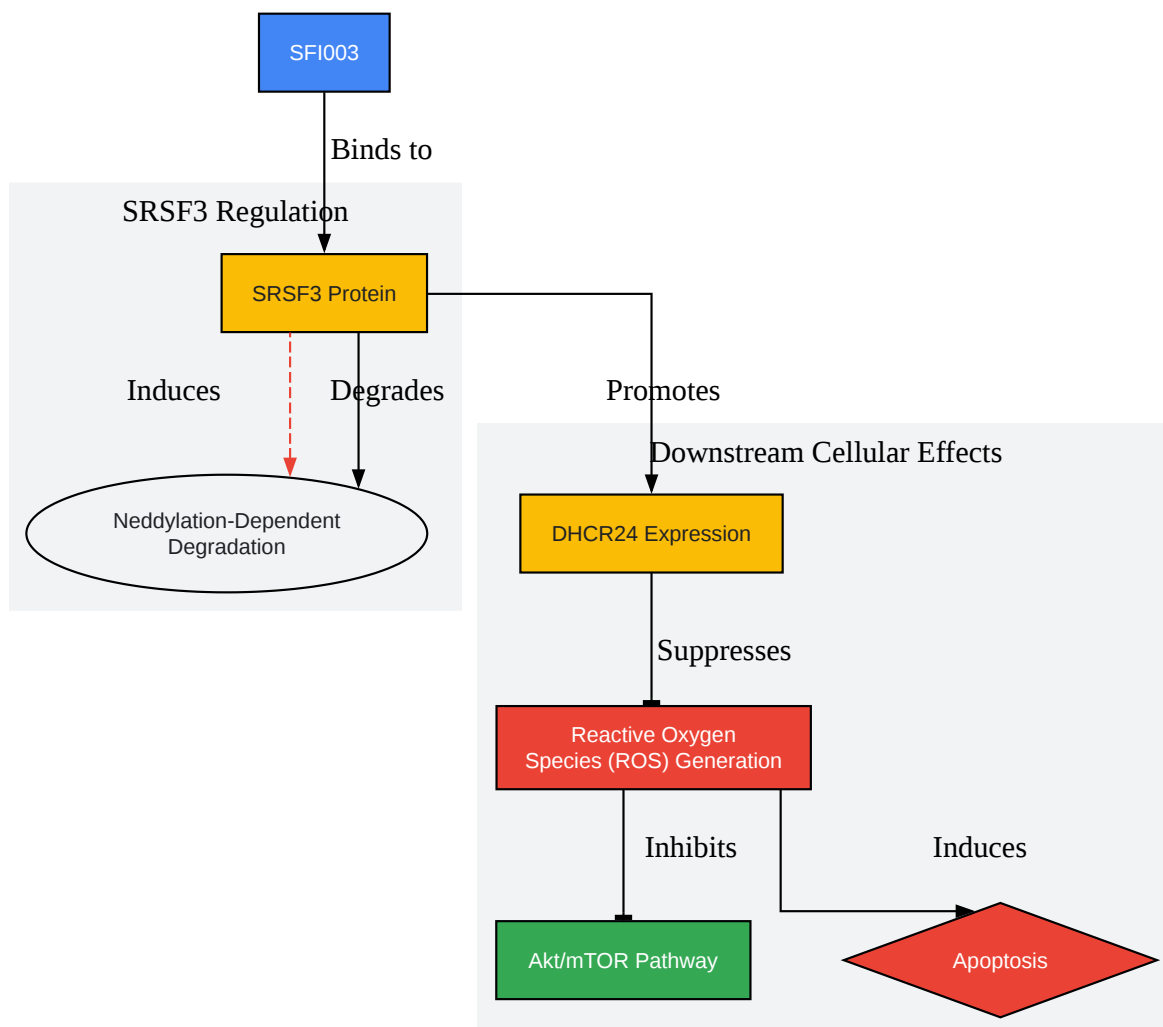 SFI003
Binds to
SRSF3 Regulation
SRSF3 Protein
Induces
Degrades
Promotes
Downstream Cellular Effects
Neddylation-Dependent
Degradation
DHCR24 Expression
Suppresses
Reactive Oxygen
Species (ROS) Generation
Inhibits
Induces
Akt/mTOR Pathway
Apoptosis